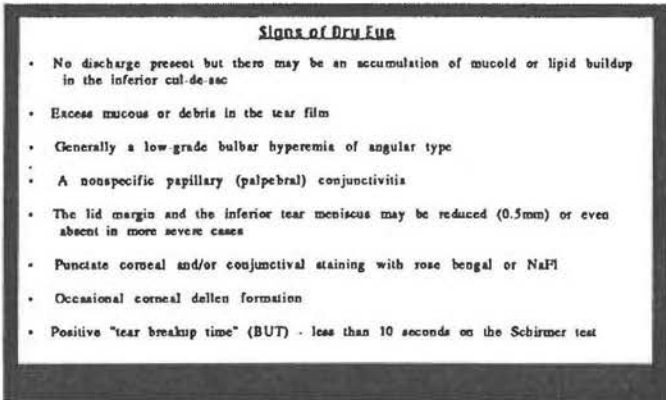 Signs of Dry Eye
• No discharge present but there may be an accumulation of mucoid or lipid buildup
in the inferior cul-de-sac
• Excess mucous or debris in the tear film
• Generally a low-grade bulbar hyperemia of angular type
• A nonspecific papillary (palpebral) conjunctivitis
• The lid margin and the inferior tear meniscus may be reduced (0.5mm) or even
absent in more severe cases
• Punctate corneal and/or conjunctival staining with rose bengal or NaFl
• Occasional corneal dellen formation
• Positive "tear breakup time" (BUT) - less than 10 seconds on the Schirmer test